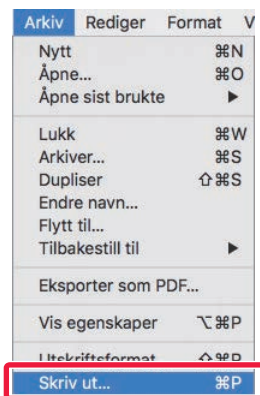 Arkiv Rediger Format V
Nytt ⌘N
Åpne... ⌘O
Åpne sist brukte ▶
Lukk ⌘W
Arkiver... ⌘S
Dupliser ⇧⌘S
Endre navn...
Flytt til...
Tilbakestill til ▶
Eksporter som PDF...
Vis egenskaper ⌥⌘P
Utskriftsformat ⇧⌘P
Skriv ut... ⌘P